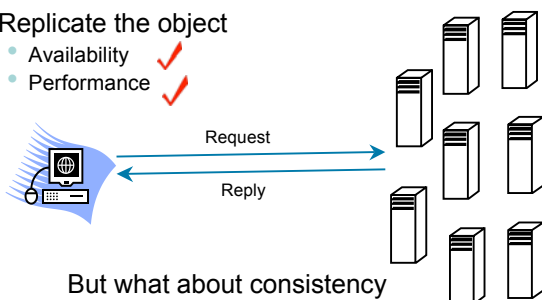 Replicate the object
Availability
Performance
Request
Reply
But what about consistency